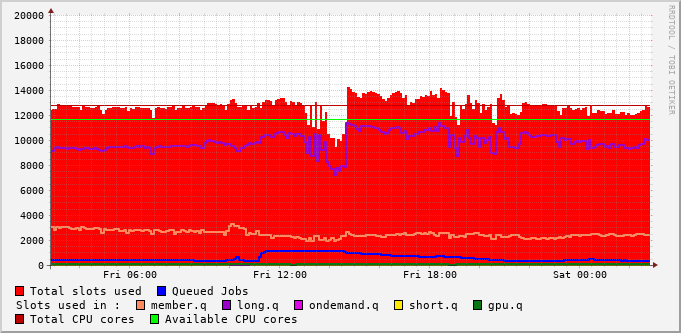 20000
18000
16000
14000
12000
10000
8000
6000
4000
2000
0
Fri 06:00 Fri 12:00 Fri 18:00 Sat 00:00
RRDTOOL / TOBI OETIKER
Total slots used Queued Jobs
Slots used in : member.q long.q ondemand.q short.q gpu.q
Total CPU cores Available CPU cores